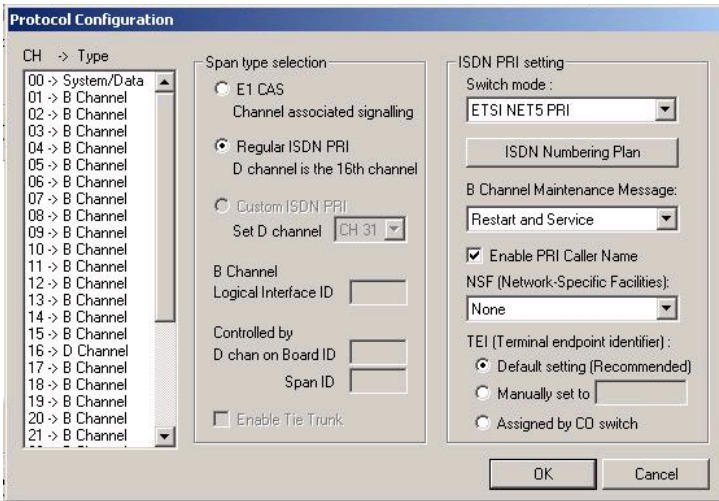 Protocol Configuration
CH -> Type
00 -> System/Data
01 -> B Channel
02 -> B Channel
03 -> B Channel
04 -> B Channel
05 -> B Channel
06 -> B Channel
07 -> B Channel
08 -> B Channel
09 -> B Channel
10 -> B Channel
11 -> B Channel
12 -> B Channel
13 -> B Channel
14 -> B Channel
15 -> B Channel
16 -> D Channel
17 -> B Channel
18 -> B Channel
19 -> B Channel
20 -> B Channel
21 -> B Channel
Span type selection
E1 CAS
Channel associated signalling
Regular ISDN PRI
D channel is the 16th channel
Custom ISDN PRI
Set D channel CH 31
B Channel
Logical Interface ID
Controlled by
D chan on Board ID
Span ID
Enable Tie Trunk
ISDN PRI setting
Switch mode :
ETSI NET5 PRI
ISDN Numbering Plan
B Channel Maintenance Message:
Restart and Service
Enable PRI Caller Name
NSF (Network-Specific Facilities):
None
TEI (Terminal endpoint identifier) :
Default setting (Recommended)
Manually set to
Assigned by CO switch
OK Cancel